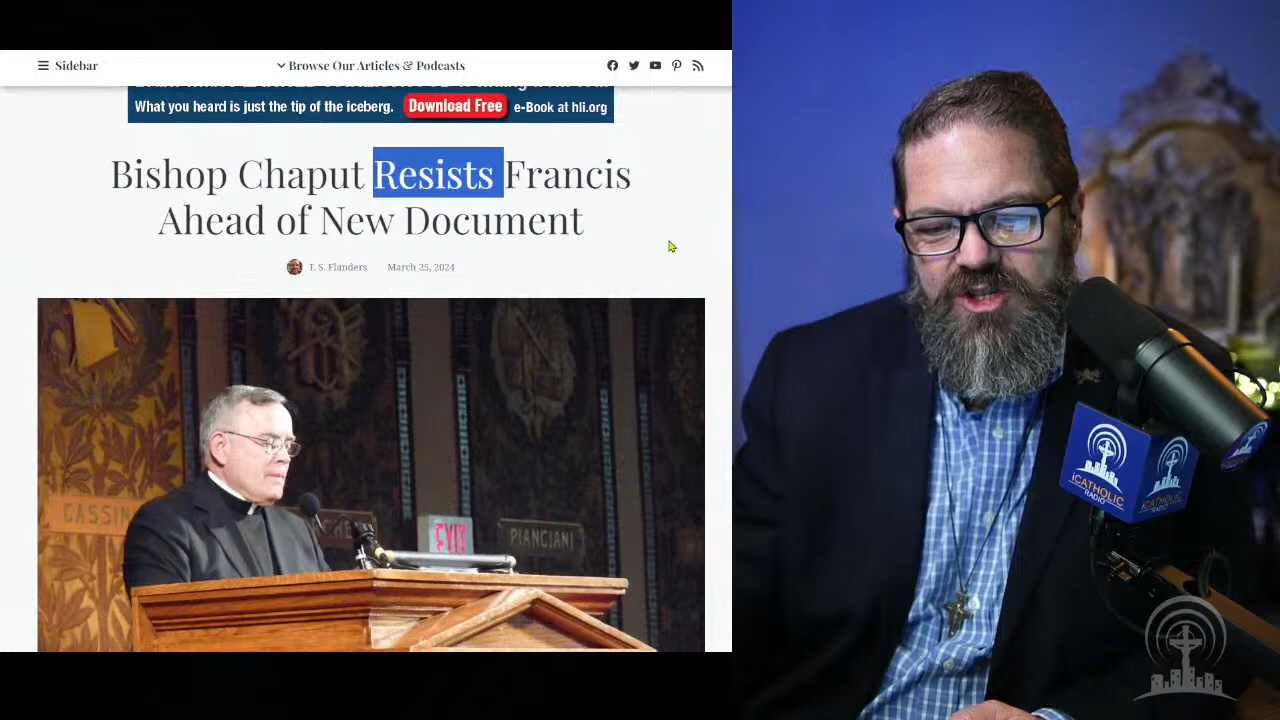 Sidebar
Browse Our Articles & Podcasts
What you heard is just the tip of the iceberg. Download Free e-Book at hli.org
Bishop Chaput Resists Francis
Ahead of New Document
T. S. Flanders March 25, 2024
CASSIN
EXIT
PIANCIANI
iCATHOLIC
RADIO
iCATHOLIC
RADIO